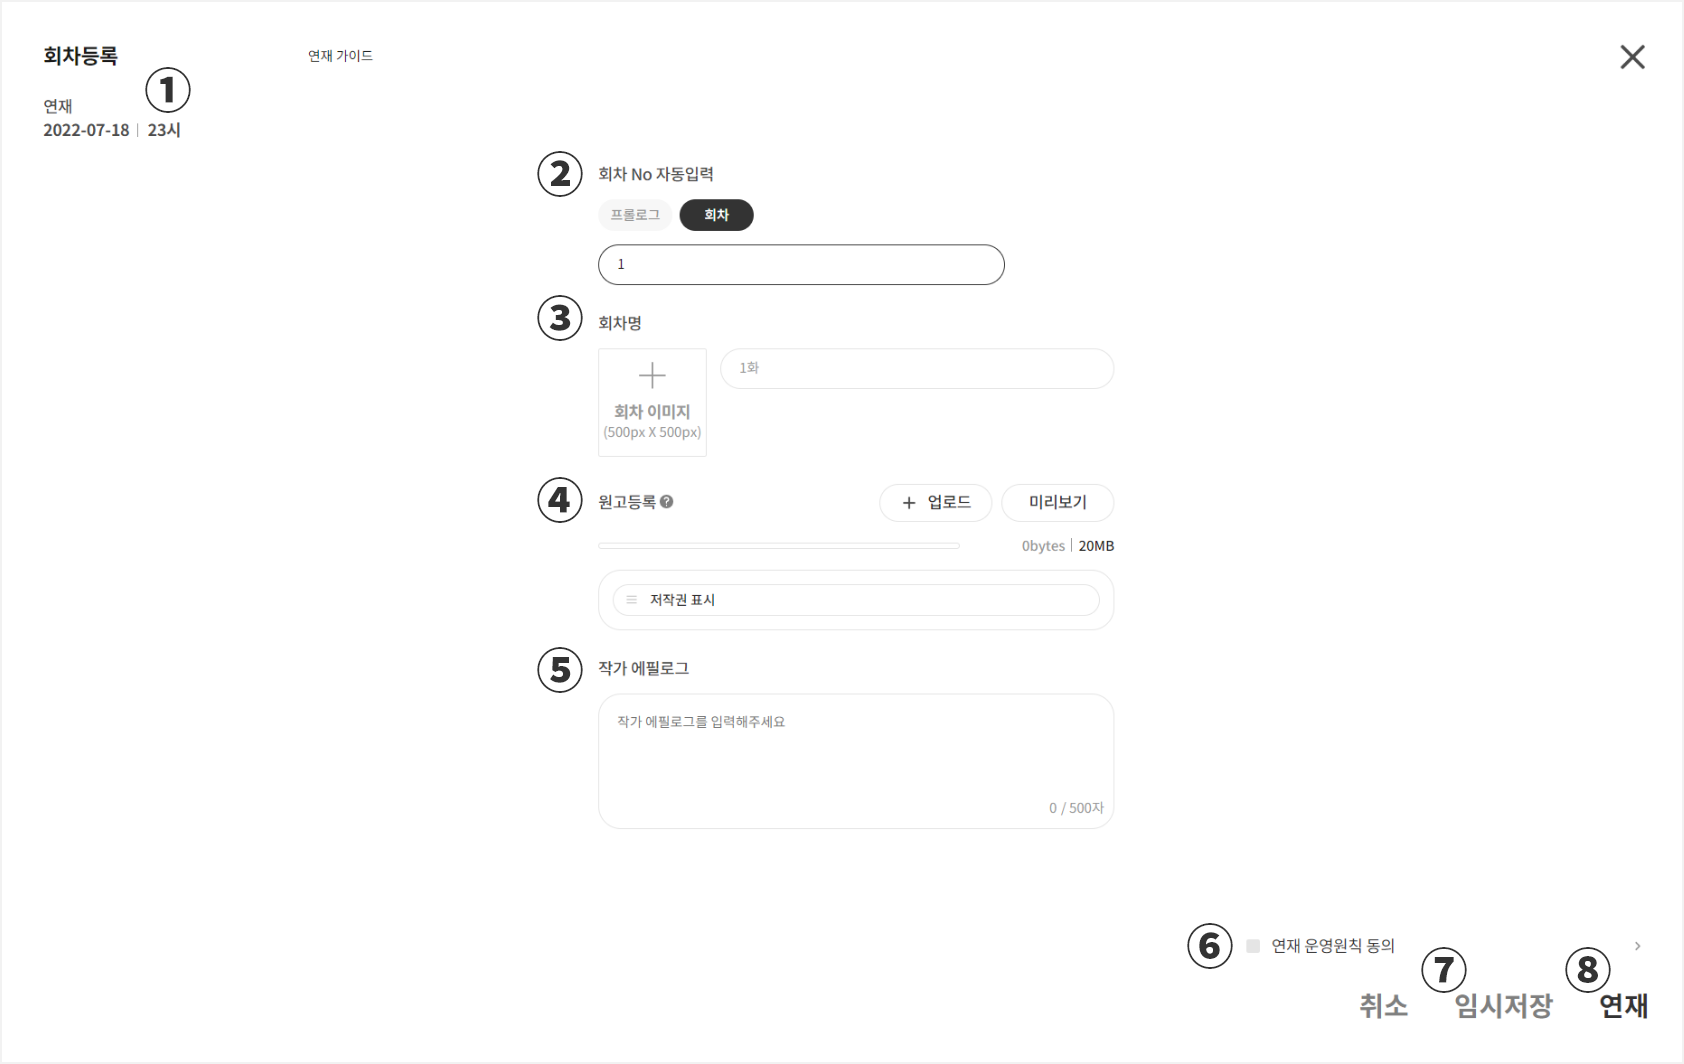 회차등록
연재 가이드
1
연재
2022-07-18 | 23시
2
회차 No 자동입력
프롤로그
회차
1
3
회차명
회차 이미지
(500px X 500px)
1화
4
원고등록 ?
+ 업로드
미리보기
0bytes | 20MB
저작권 표시
5
작가 에필로그
작가 에필로그를 입력해주세요
0 / 500자
6
연재 운영원칙 동의
7
8
취소
임시저장
연재